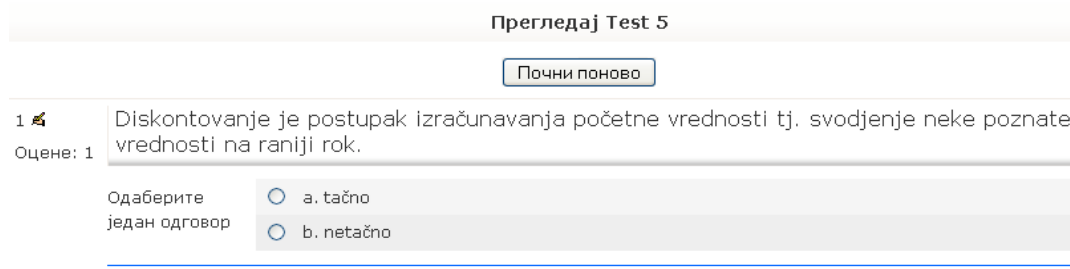 Прегледај Test 5
Почни поново
1
Оцене: 1
Diskontovanje je postupak izračunavanja početne vrednosti tj. svodjenje neke poznate
vrednosti na raniji rok.
Одаберите
један одговор
a. tačno
b. netačno